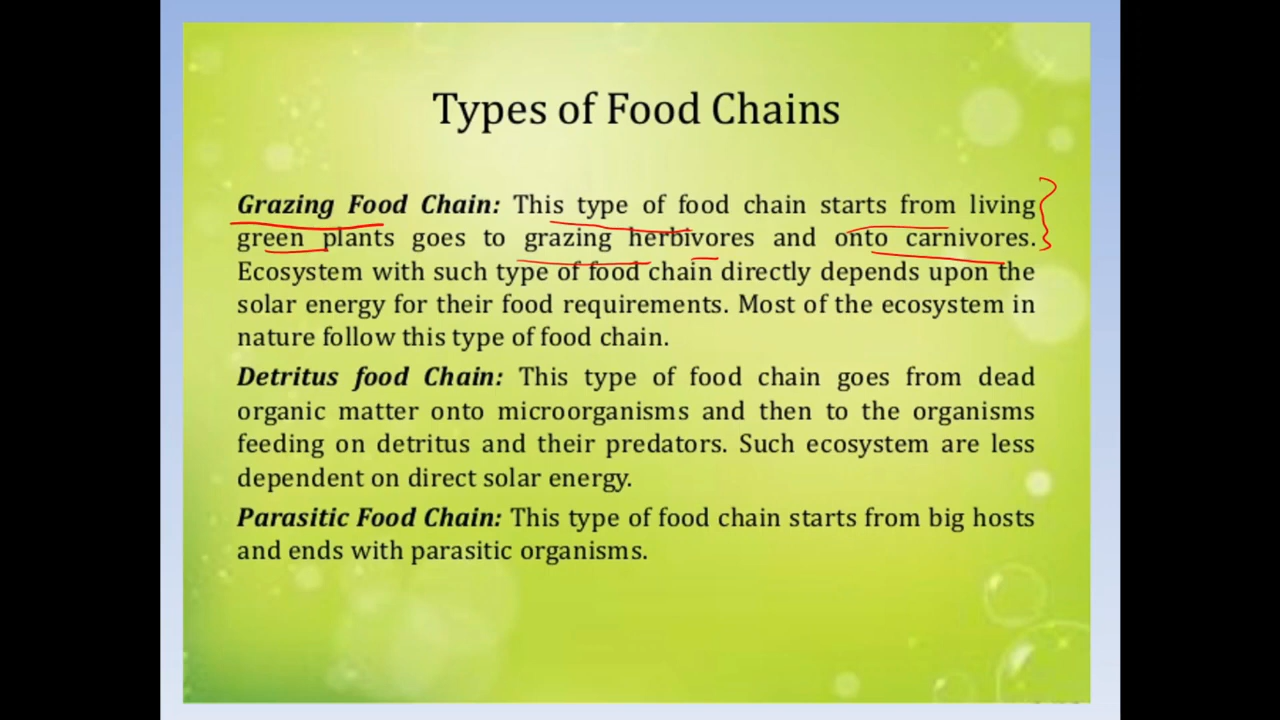 Types of Food Chains
Grazing Food Chain: This type of food chain starts from living
green plants goes to grazing herbivores and onto carnivores.
Ecosystem with such type of food chain directly depends upon the
solar energy for their food requirements. Most of the ecosystem in
nature follow this type of food chain.
Detritus food Chain: This type of food chain goes from dead
organic matter onto microorganisms and then to the organisms
feeding on detritus and their predators. Such ecosystem are less
dependent on direct solar energy.
Parasitic Food Chain: This type of food chain starts from big hosts
and ends with parasitic organisms.